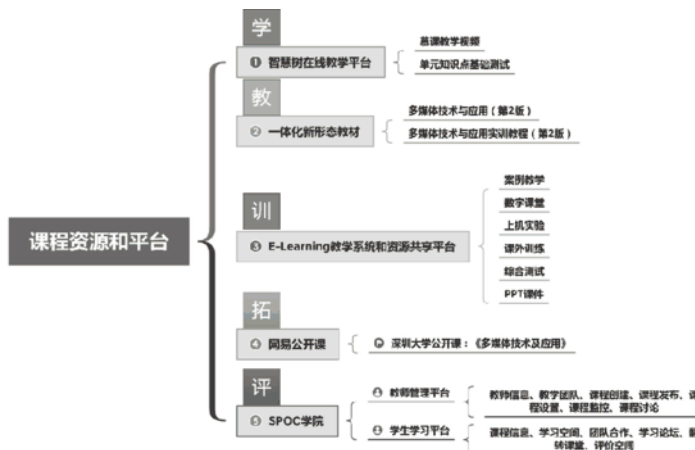 学
① 智慧树在线教学平台
慕课教学视频
单元知识点基础测试
教
② 一体化新形态教材
多媒体技术与应用（第2版）
多媒体技术与应用实训教程（第2版）
课程资源和平台
训
③ E-Learning教学系统和资源共享平台
案例教学
数字课堂
上机实验
课外训练
综合测试
PPT课件
拓
④ 网易公开课
深圳大学公开课：《多媒体技术及应用》
评
⑤ SPOC学院
教师管理平台
教师信息、教学团队、课程创建、课程发布、课
程设置、课程监控、课程讨论
学生学习平台
课程信息、学习空间、团队合作、学习论坛、翻
转课堂、评价空间